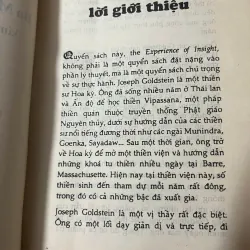 lời giới thiệu
Quyển sách này, the Experience of Insight,
không phải là một quyển sách đặt nặng vào
phần lý thuyết, mà là một quyển sách chú trọng
về sự thực hành. Joseph Goldstein là một thiền
sư Hoa kỳ. Ông đã sống nhiều năm ở Thái lan
và Ấn độ để học thiền Vipassana, một pháp
thiền quán thuộc truyền thống Phật giáo
Nguyên thủy, dưới sự hướng dẫn của các thiền
sư nổi tiếng đương thời như các ngài Munindra,
Goenka, Sayadaw... Sau một thời gian, ông trở
về Hoa kỳ để mở một thiền viện và hướng dẫn
những khoá tu thiền nhiều ngày tại Barre,
Massachusette. Hiện nay tại thiền viện này, số
thiền sinh đến tham dự mỗi năm rất đông,
trong đó có cả những bậc đã xuất gia.
Joseph Goldstein là một vị thầy rất đặc biệt.
Ông có một lối dạy giản dị và trực tiếp, đi